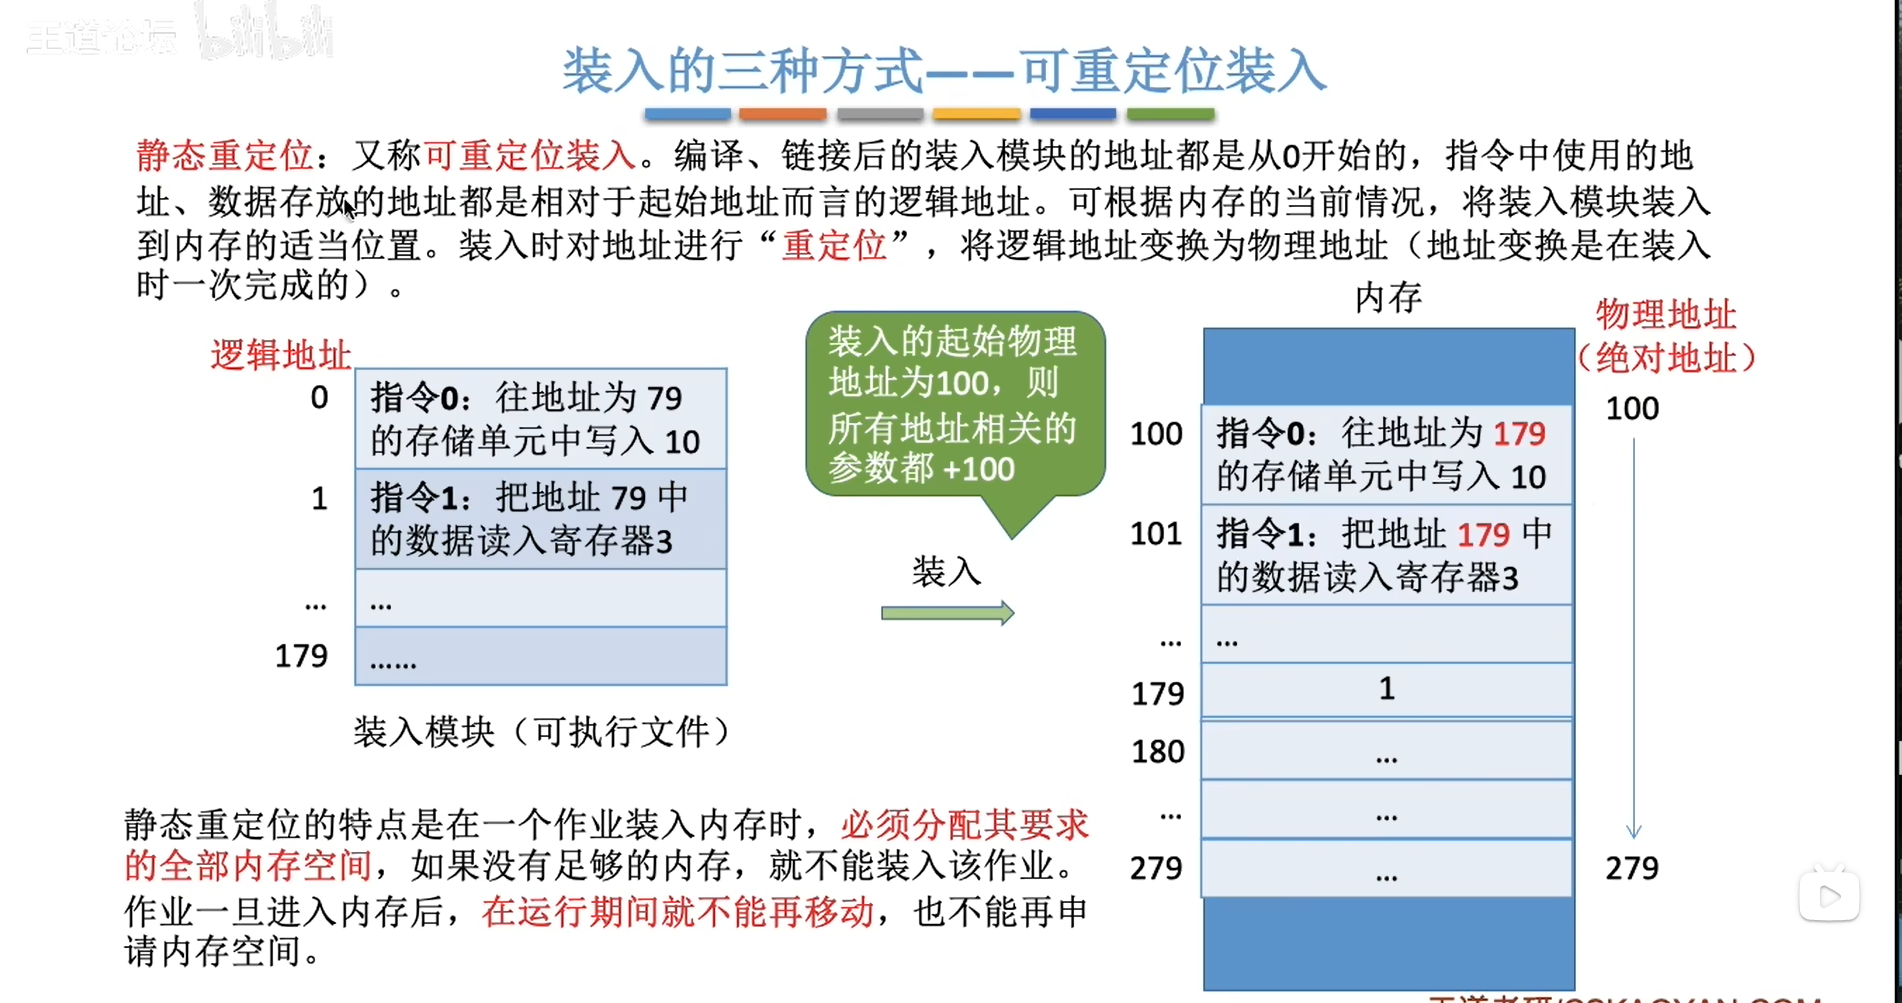 王道论坛 bilibili
装入的三种方式——可重定位装入
静态重定位：又称可重定位装入。编译、链接后的装入模块的地址都是从0开始的，指令中使用的地
址、数据存放的地址都是相对于起始地址而言的逻辑地址。可根据内存的当前情况，将装入模块装入
到内存的适当位置。装入时对地址进行“重定位”，将逻辑地址变换为物理地址（地址变换是在装入
时一次完成的）。
逻辑地址
0
指令0：往地址为 79
的存储单元中写入 10
1
指令1：把地址 79 中
的数据读入寄存器3
...
...
179
......
装入模块（可执行文件）
装入的起始物理
地址为100，则
所有地址相关的
参数都 +100
装入
内存
物理地址
（绝对地址）
100
指令0：往地址为 179
的存储单元中写入 10
101
指令1：把地址 179 中
的数据读入寄存器3
...
...
179
1
180
...
...
...
279
...
100
279
静态重定位的特点是在一个作业装入内存时，必须分配其要求
的全部内存空间，如果没有足够的内存，就不能装入该作业。
作业一旦进入内存后，在运行期间就不能再移动，也不能再申
请内存空间。
王道考研/CSKAOYAN.COM